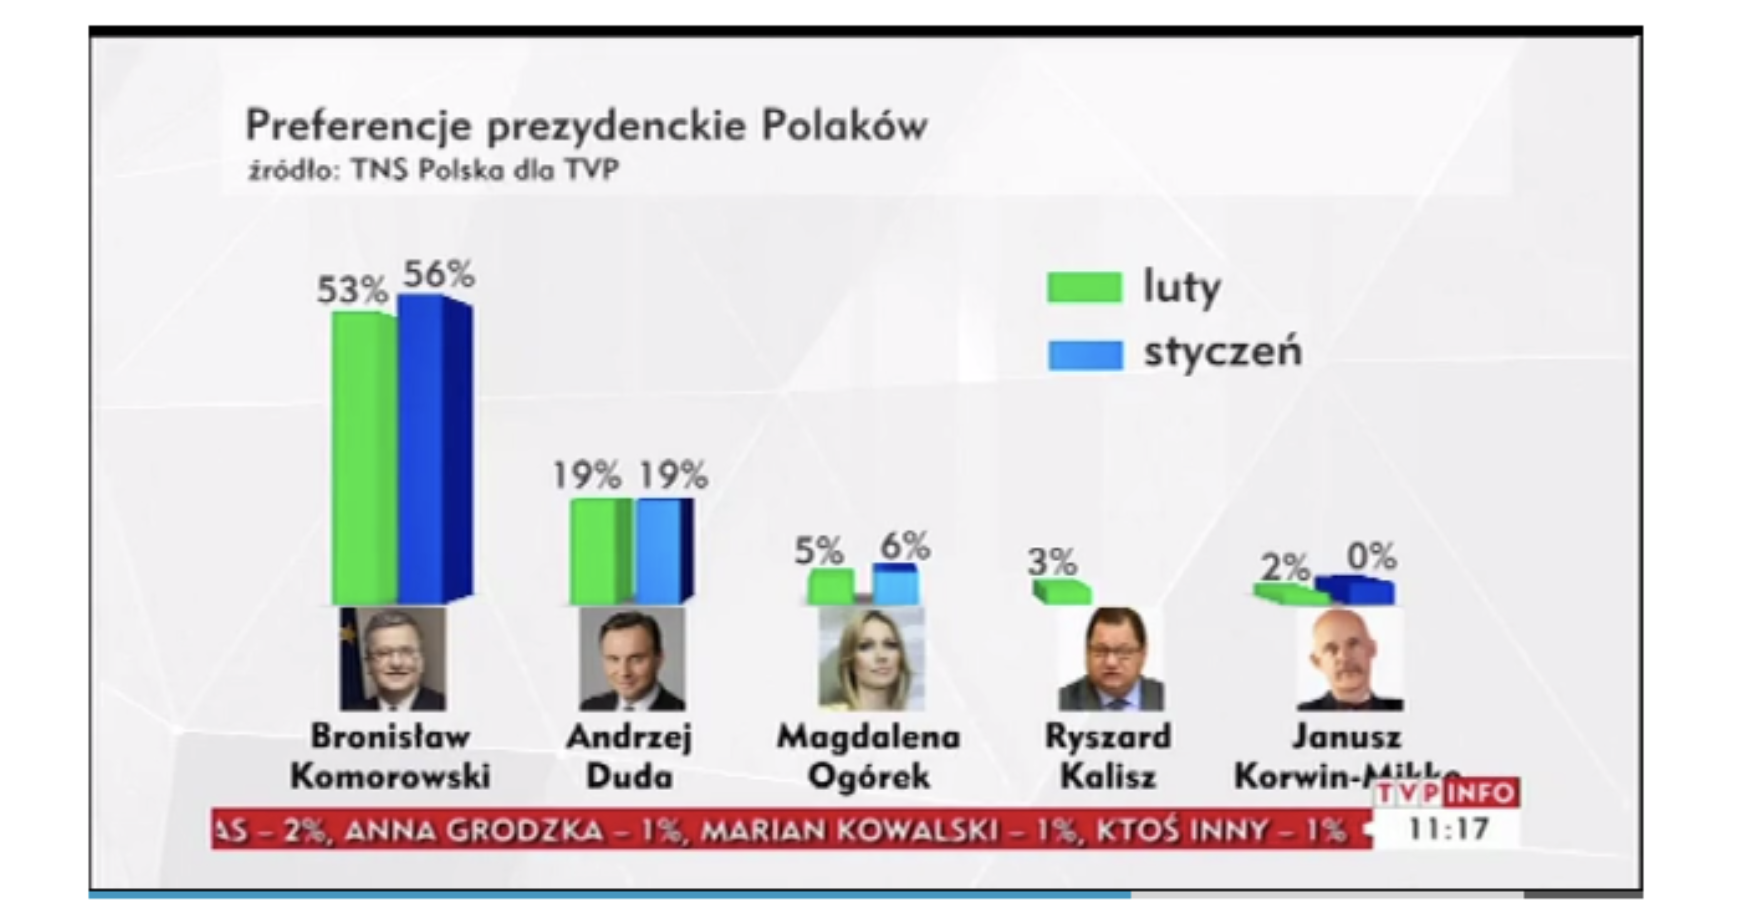 Preferencje prezydenckie Polaków
źródło: TNS Polska dla TVP
53% 56%
19% 19%
5% 6%
3%
2% 0%
luty
styczeń
Bronisław
Komorowski
Andrzej
Duda
Magdalena
Ogórek
Ryszard
Kalisz
Janusz
Korwin-Mikke
TVP INFO
AS – 2%, ANNA GRODZKA – 1%, MARIAN KOWALSKI – 1%, KTOŚ INNY – 1%
11:17